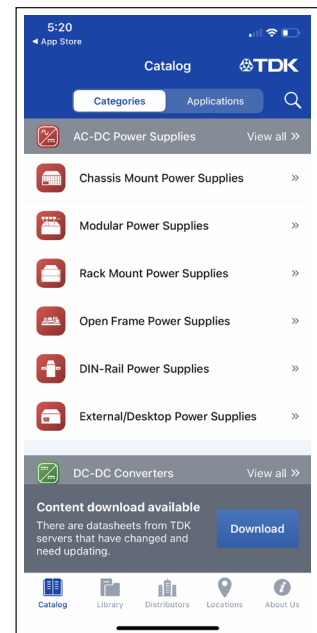 5:20
◀ App Store
Catalog
TDK
Categories
Applications
AC-DC Power Supplies
View all »
Chassis Mount Power Supplies »
Modular Power Supplies »
Rack Mount Power Supplies »
Open Frame Power Supplies »
DIN-Rail Power Supplies »
External/Desktop Power Supplies »
DC-DC Converters
View all »
Content download available
There are datasheets from TDK
servers that have changed and
need updating.
Download
Catalog
Library
Distributors
Locations
About Us